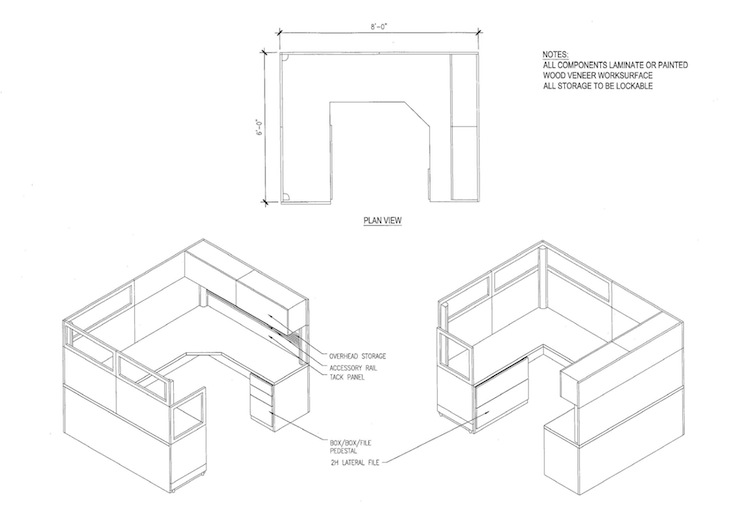 8'-0"
6'-0"
NOTES:
ALL COMPONENTS LAMINATE OR PAINTED
WOOD VENEER WORKSURFACE
ALL STORAGE TO BE LOCKABLE
PLAN VIEW
OVERHEAD STORAGE
ACCESSORY RAIL
TACK PANEL
BOX/BOX/FILE
PEDESTAL
2H LATERAL FILE